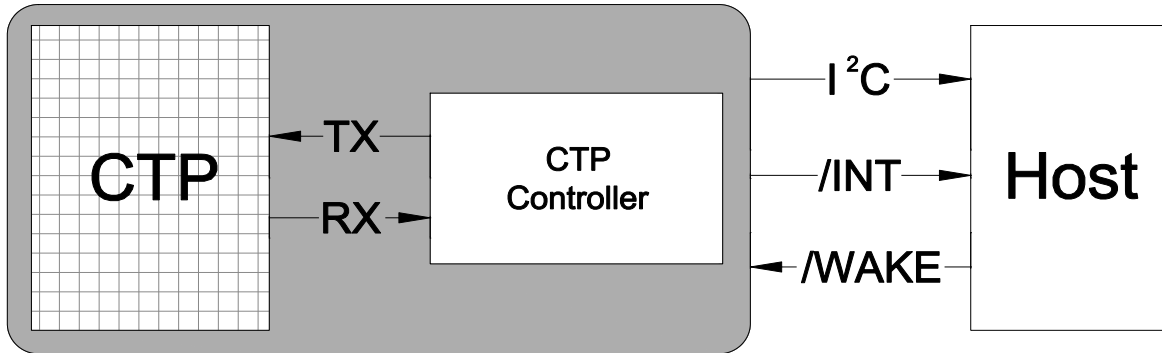 CTP
TX
RX
CTP
Controller
I²C
/INT
/WAKE
Host